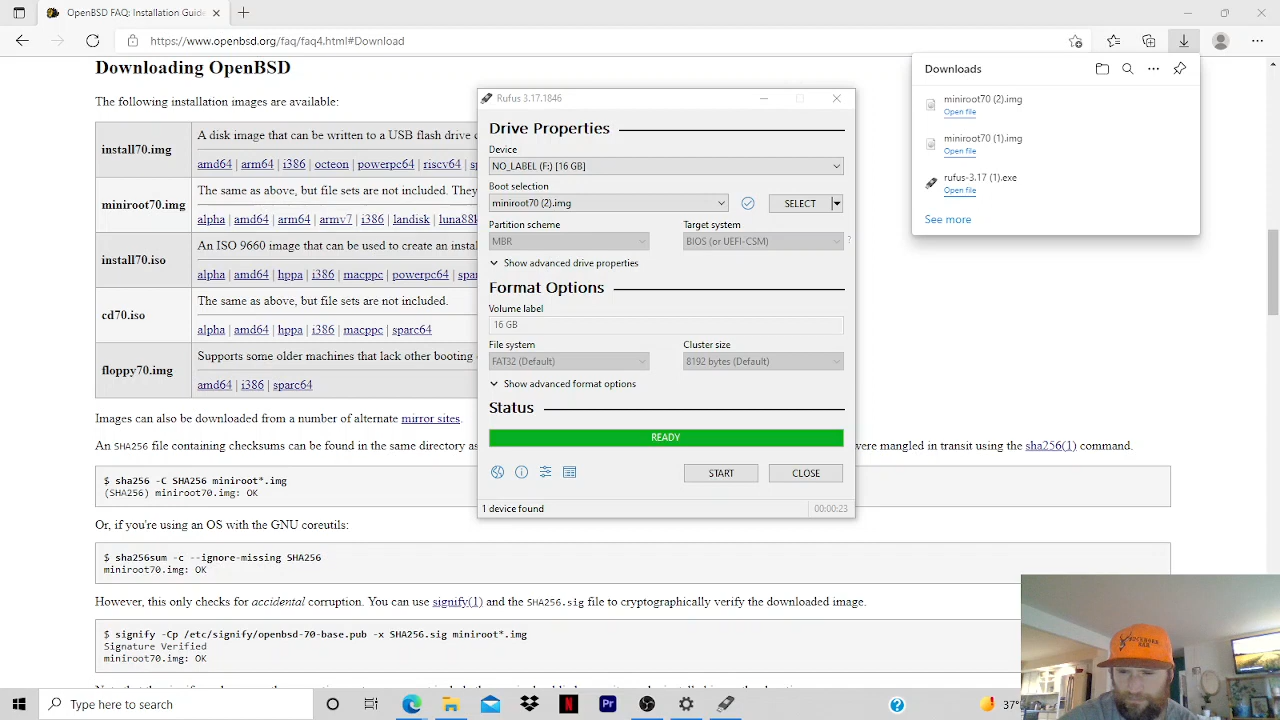 OpenBSD FAQ: Installation Guide
https://www.openbsd.org/faq/faq4.html#Download
Downloading OpenBSD
The following installation images are available:
install70.img
A disk image that can be written to a USB flash drive
amd64 | arm64 | i386 | octeon | powerpc64 | riscv64 | sp
miniroot70.img
The same as above, but file sets are not included. They
alpha | amd64 | arm64 | armv7 | i386 | landisk | luna88
install70.iso
An ISO 9660 image that can be used to create an instal
alpha | amd64 | hppa | i386 | macppc | powerpc64 | spa
cd70.iso
The same as above, but file sets are not included.
alpha | amd64 | hppa | i386 | macppc | sparc64
floppy70.img
Supports some older machines that lack other booting
amd64 | i386 | sparc64
Images can also be downloaded from a number of alternate mirror sites.
An SHA256 file containing checksums can be found in the same directory as
were mangled in transit using the sha256(1) command.
$ sha256 -C SHA256 miniroot*.img
(SHA256) miniroot70.img: OK
Or, if you're using an OS with the GNU coreutils:
$ sha256sum -c --ignore-missing SHA256
miniroot70.img: OK
However, this only checks for accidental corruption. You can use signify(1) and the SHA256.sig file to cryptographically verify the downloaded image.
$ signify -Cp /etc/signify/openbsd-70-base.pub -x SHA256.sig miniroot*.img
Signature Verified
miniroot70.img: OK
Rufus 3.17.1846
Drive Properties
Device
NO_LABEL (F:) [16 GB]
Boot selection
miniroot70 (2).img
SELECT
Partition scheme
Target system
MBR
BIOS (or UEFI-CSM)
?
Show advanced drive properties
Format Options
Volume label
16 GB
File system
Cluster size
FAT32 (Default)
8192 bytes (Default)
Show advanced format options
Status
READY
START
CLOSE
1 device found
00:00:23
Downloads
miniroot70 (2).img
Open file
miniroot70 (1).img
Open file
rufus-3.17 (1).exe
Open file
See more
Type here to search
Pr
37°